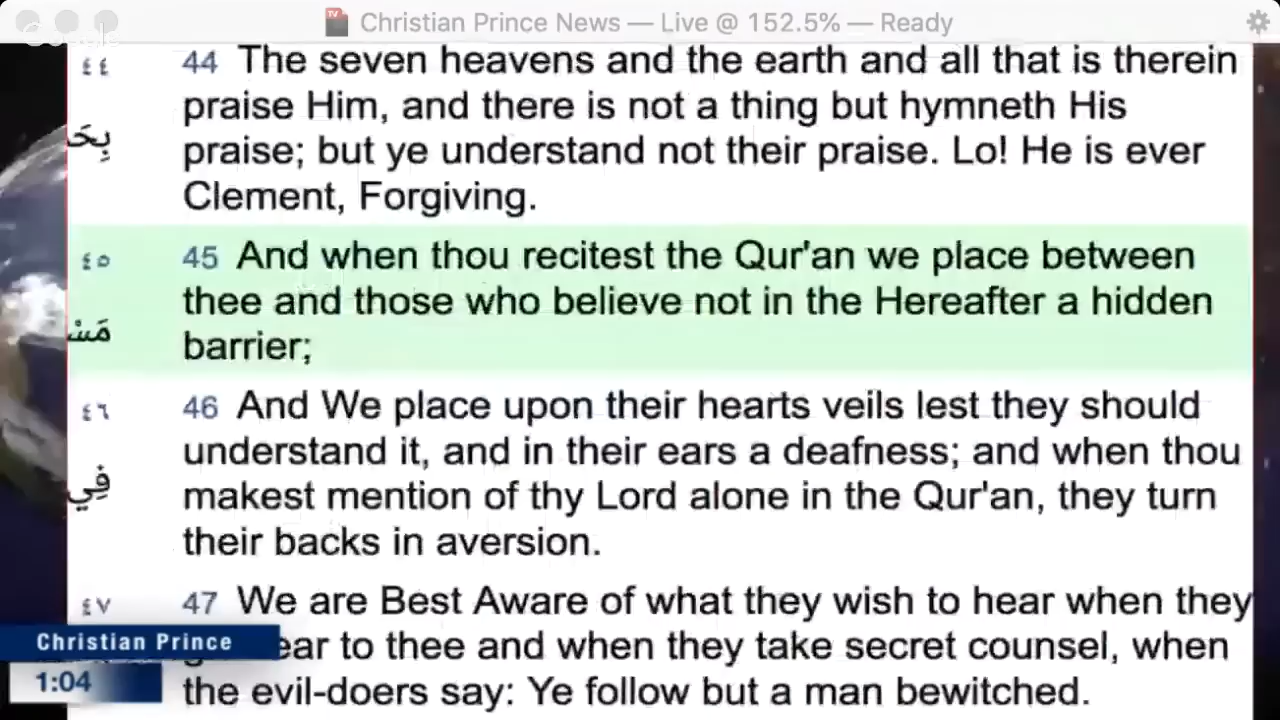 Christian Prince News — Live @ 152.5% — Ready
Google
٤٤ 44 The seven heavens and the earth and all that is therein
praise Him, and there is not a thing but hymneth His
بِحَ
praise; but ye understand not their praise. Lo! He is ever
Clement, Forgiving.
٤٥ 45 And when thou recitest the Qur'an we place between
thee and those who believe not in the Hereafter a hidden
مَسْ
barrier;
٤٦ 46 And We place upon their hearts veils lest they should
understand it, and in their ears a deafness; and when thou
فِي
makest mention of thy Lord alone in the Qur'an, they turn
their backs in aversion.
٤٧ 47 We are Best Aware of what they wish to hear when they
Christian Prince
ear to thee and when they take secret counsel, when
1:04
the evil-doers say: Ye follow but a man bewitched.